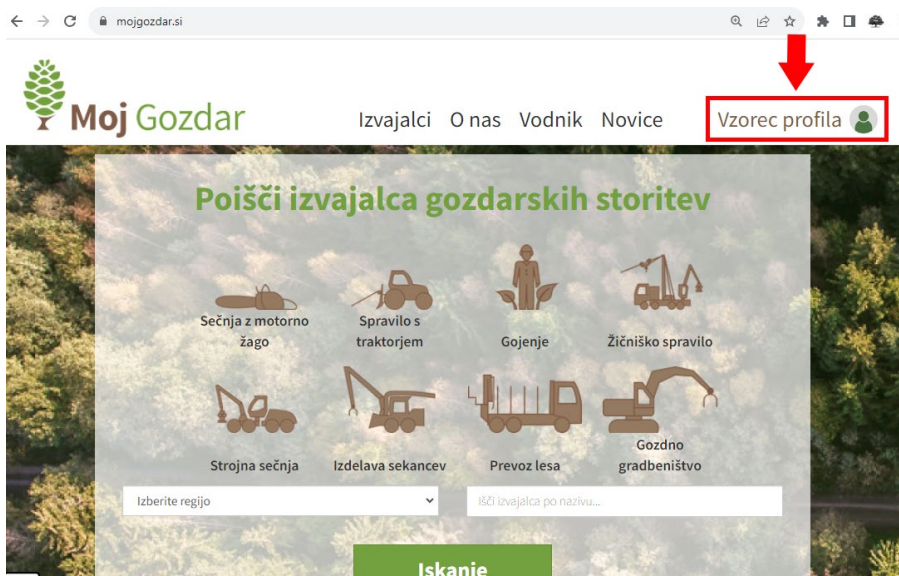 mojgozdar.si
Moj Gozdar
Izvajalci O nas Vodnik Novice
Vzorec profila
Poišči izvajalca gozdarskih storitev
Sečnja z motorno
žago
Spravilo s
traktorjem
Gojenje
Žičniško spravilo
Strojna sečnja
Izdelava sekancev
Prevoz lesa
Gozdno
gradbeništvo
Izberite regijo
Išči izvajalca po nazivu...
Iskanje